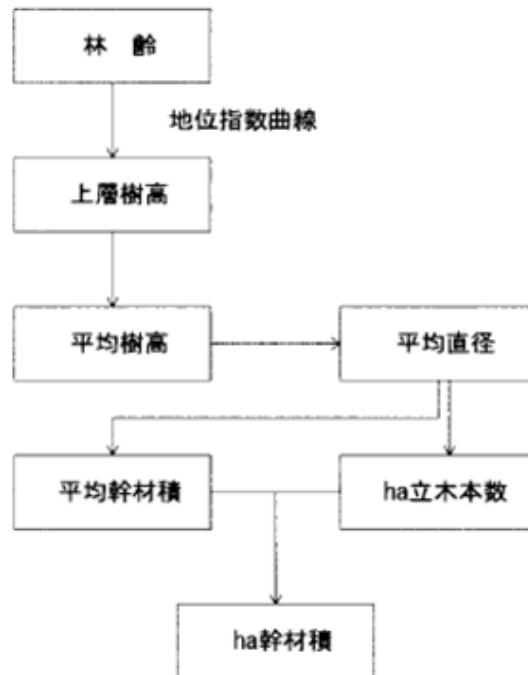 林 齢
地位指数曲線
上層樹高
平均樹高
平均直径
平均幹材積
ha立木本数
ha幹材積